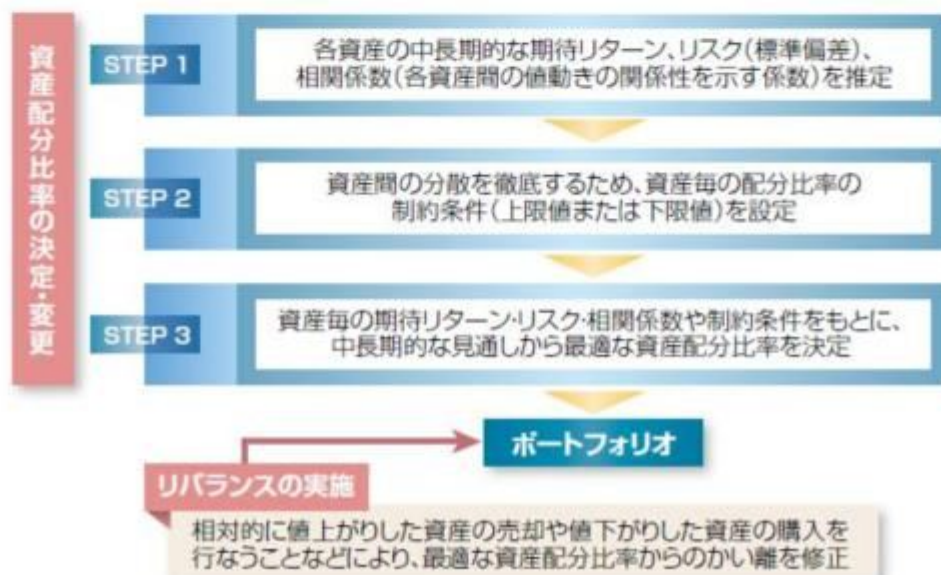 資産配分比率の決定・変更
STEP 1
各資産の中長期的な期待リターン、リスク(標準偏差)、
相関係数(各資産間の値動きの関係性を示す係数)を推定
STEP 2
資産間の分散を徹底するため、資産毎の配分比率の
制約条件(上限値または下限値)を設定
STEP 3
資産毎の期待リターン・リスク・相関係数や制約条件をもとに、
中長期的な見通しから最適な資産配分比率を決定
ポートフォリオ
リバランスの実施
相対的に値上がりした資産の売却や値下がりした資産の購入を
行なうことなどにより、最適な資産配分比率からのかい離を修正